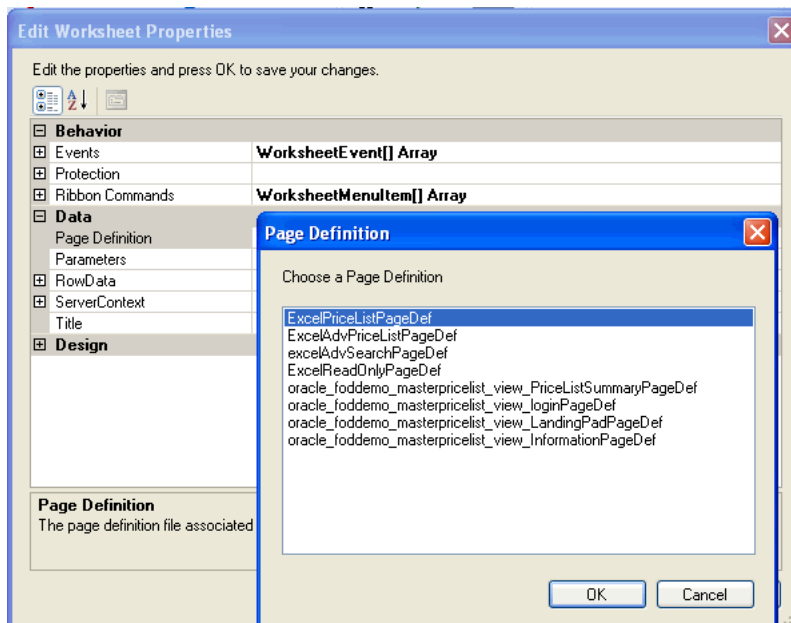 Edit Worksheet Properties
Edit the properties and press OK to save your changes.
Behavior
Events WorksheetEvent[] Array
Protection
Ribbon Commands WorksheetMenuItem[] Array
Data
Page Definition
Parameters
RowData
ServerContext
Title
Design
Page Definition
The page definition file associated
Page Definition
Choose a Page Definition
ExcelPriceListPageDef
ExcelAdvPriceListPageDef
excelAdvSearchPageDef
ExcelReadOnlyPageDef
oracle_foddemo_masterpricelist_view_PriceListSummaryPageDef
oracle_foddemo_masterpricelist_view_loginPageDef
oracle_foddemo_masterpricelist_view_LandingPadPageDef
oracle_foddemo_masterpricelist_view_InformationPageDef
OK Cancel